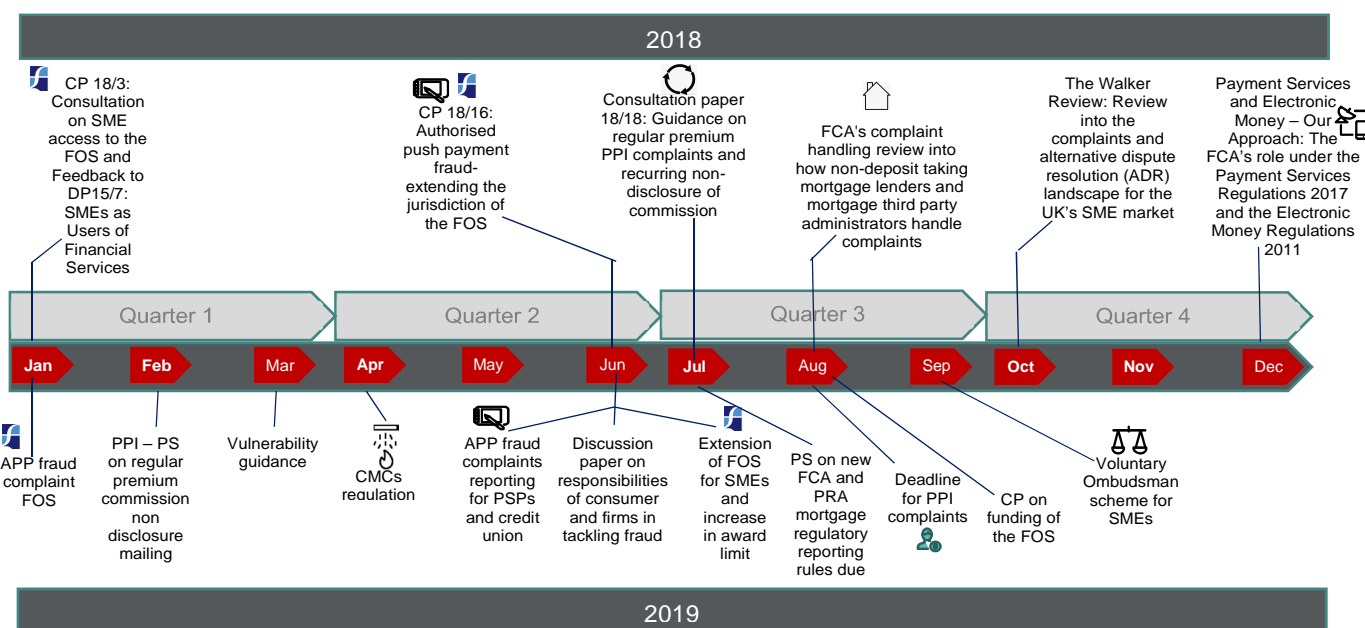 2018
CP 18/3:
Consultation
on SME
access to the
FOS and
Feedback to
DP15/7:
SMEs as
Users of
Financial
Services
CP 18/16:
Authorised
push payment
fraud-
extending the
jurisdiction of
the FOS
Consultation paper
18/18: Guidance on
regular premium
PPI complaints and
recurring non-
disclosure of
commission
FCA's complaint
handling review into
how non-deposit taking
mortgage lenders and
mortgage third party
administrators handle
complaints
The Walker
Review: Review
into the
complaints and
alternative dispute
resolution (ADR)
landscape for the
UK's SME market
Payment Services
and Electronic
Money – Our
Approach: The
FCA's role under the
Payment Services
Regulations 2017
and the Electronic
Money Regulations
2011
Quarter 1
Quarter 2
Quarter 3
Quarter 4
Jan
Feb
Mar
Apr
May
Jun
Jul
Aug
Sep
Oct
Nov
Dec
APP fraud
complaint
FOS
PPI – PS
on regular
premium
commission
non
disclosure
mailing
Vulnerability
guidance
CMCs
regulation
APP fraud
complaints
reporting
for PSPs
and credit
union
Discussion
paper on
responsibilities
of consumer
and firms in
tackling fraud
Extension
of FOS
for SMEs
and
increase
in award
limit
PS on new
FCA and
PRA
mortgage
regulatory
reporting
rules due
Deadline
for PPI
complaints
CP on
funding of
the FOS
Voluntary
Ombudsman
scheme for
SMEs
2019